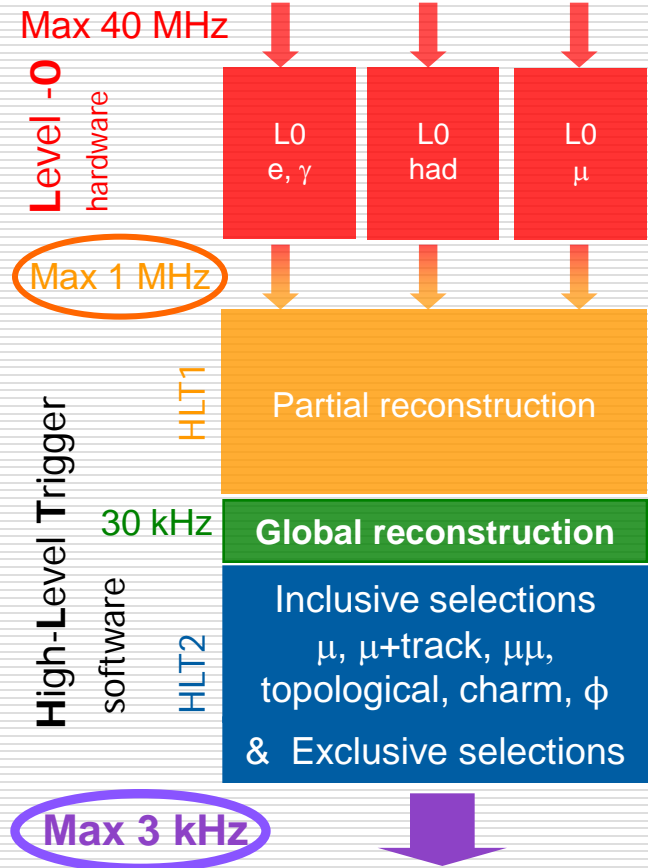 Max 40 MHz
Level -0
hardware
L0
e, γ
L0
had
L0
μ
Max 1 MHz
High-Level Trigger
software
HLT1
Partial reconstruction
30 kHz
Global reconstruction
HLT2
Inclusive selections
μ, μ+track, μμ,
topological, charm, ϕ
& Exclusive selections
Max 3 kHz